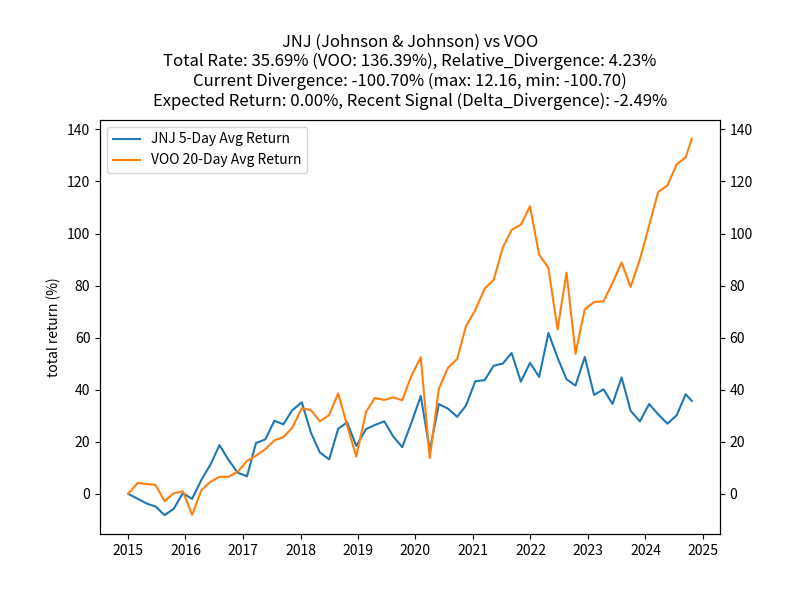 JNJ (Johnson & Johnson) vs VOO
Total Rate: 35.69% (VOO: 136.39%), Relative_Divergence: 4.23%
Current Divergence: -100.70% (max: 12.16, min: -100.70)
Expected Return: 0.00%, Recent Signal (Delta_Divergence): -2.49%
JNJ 5-Day Avg Return
VOO 20-Day Avg Return
total return (%)
140
120
100
80
60
40
20
0
140
120
100
80
60
40
20
0
2015 2016 2017 2018 2019 2020 2021 2022 2023 2024 2025